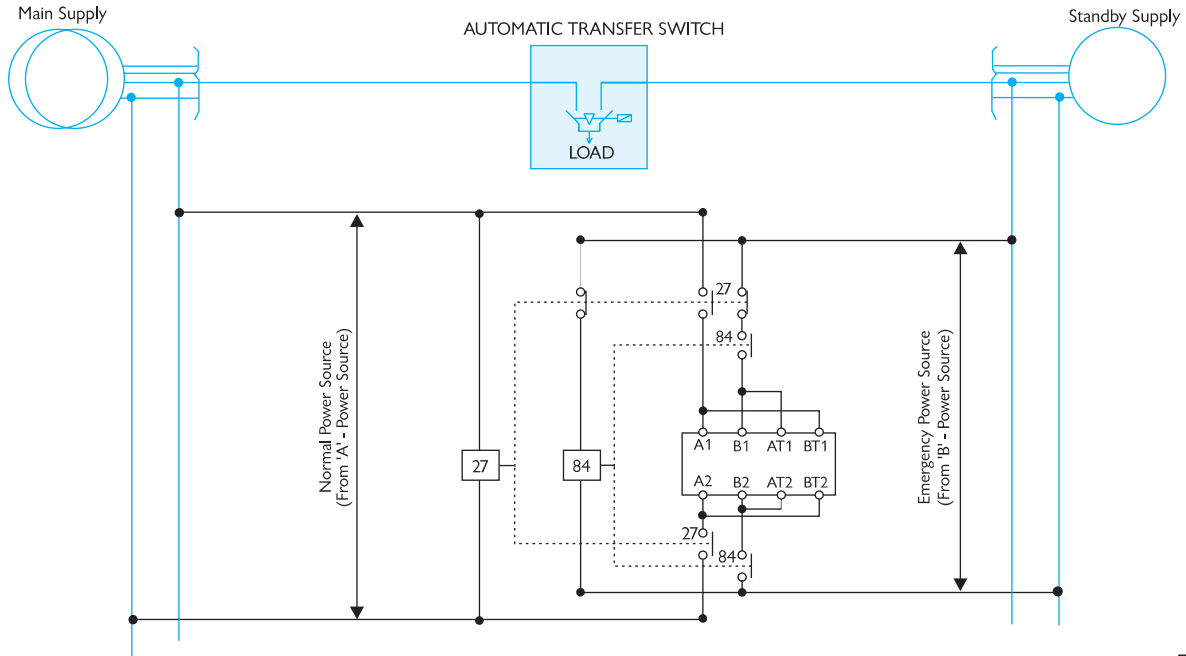 Main Supply
AUTOMATIC TRANSFER SWITCH
Standby Supply
LOAD
Normal Power Source
(From 'A' - Power Source)
27
84
27
84
A1 B1 AT1 BT1
A2 B2 AT2 BT2
27
84
Emergency Power Source
(From 'B' - Power Source)